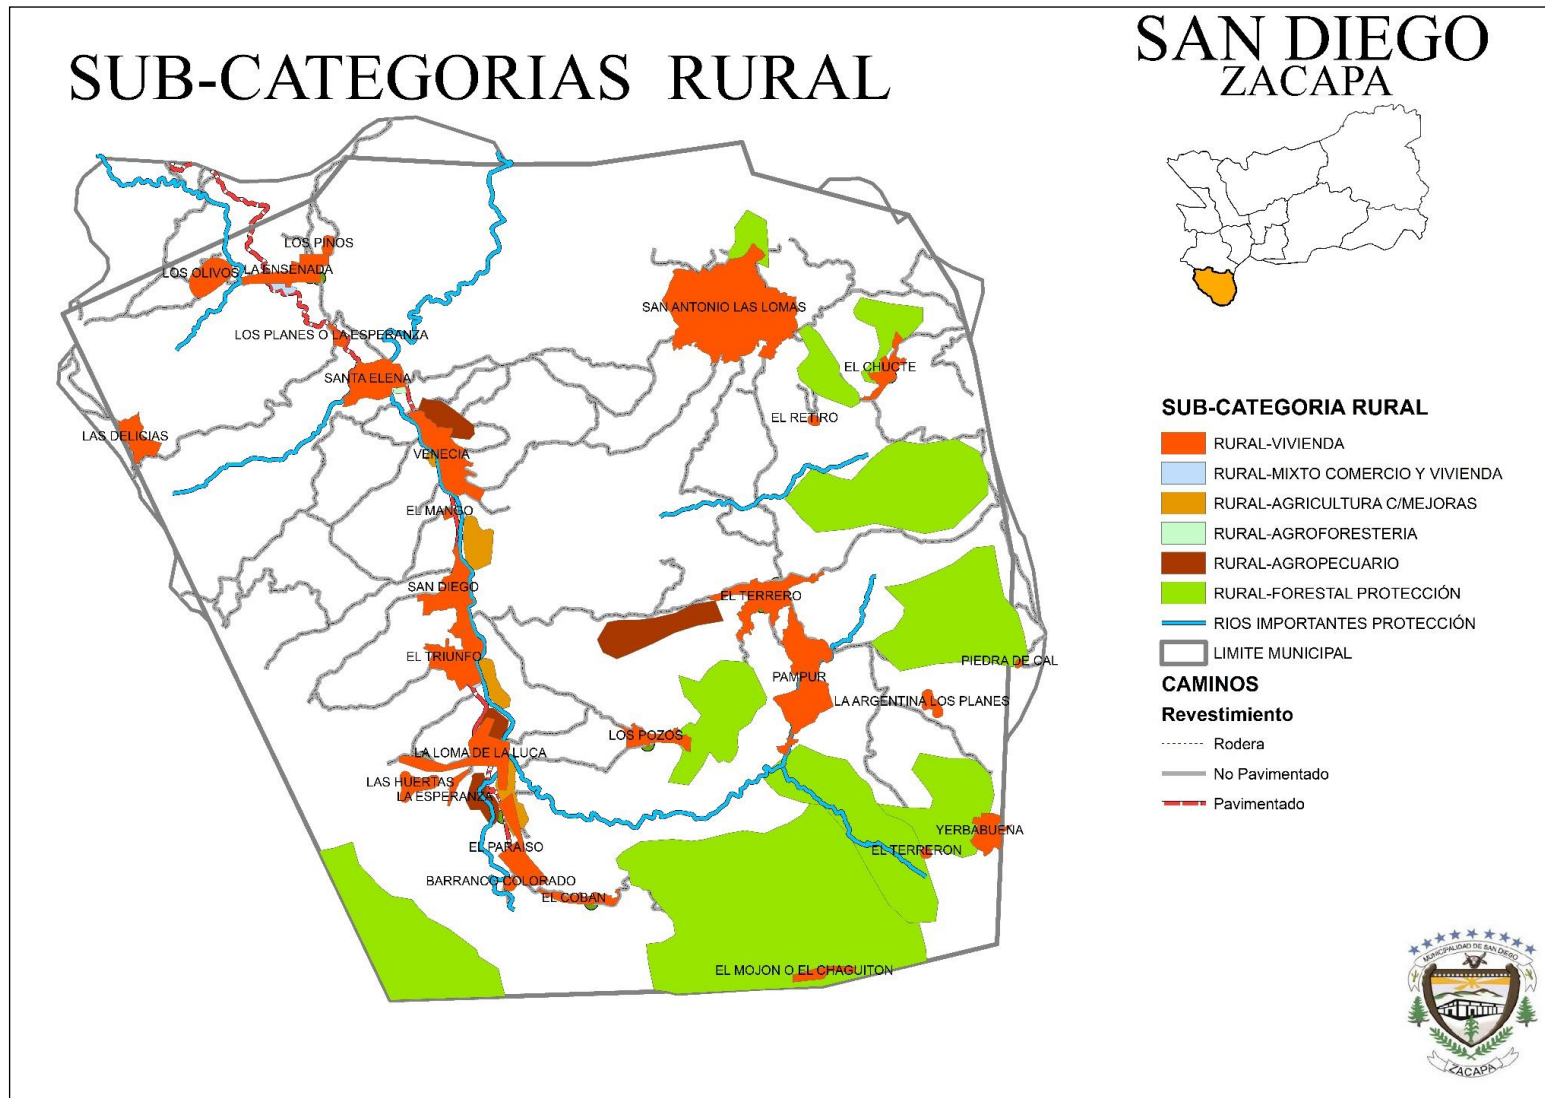 SUB-CATEGORIAS RURAL
SAN DIEGO
ZACAPA
LOS PINOS
LOS OLIVOS
LA ENSENADA
LOS PLANES O LA ESPERANZA
SANTA ELENA
LAS DELICIAS
VENECIA
EL MANGO
SAN DIEGO
EL TRIUNFO
LA LOMA DE LA LUCA
LAS HUERTAS
LA ESPERANZA
EL PARAISO
BARRANCO COLORADO
EL COBAN
SAN ANTONIO LAS LOMAS
EL CHUCTE
EL RETIRO
EL TERRERO
PAMPUR
PIEDRA DE CAL
LA ARGENTINA LOS PLANES
LOS POZOS
YERBABUENA
EL TERRERON
EL MOJON O EL CHAGUITON
SUB-CATEGORIA RURAL
RURAL-VIVIENDA
RURAL-MIXTO COMERCIO Y VIVIENDA
RURAL-AGRICULTURA C/MEJORAS
RURAL-AGROFORESTERIA
RURAL-AGROPECUARIO
RURAL-FORESTAL PROTECCIÓN
RIOS IMPORTANTES PROTECCIÓN
LIMITE MUNICIPAL
CAMINOS
Revestimiento
Rodera
No Pavimentado
Pavimentado
MUNICIPALIDAD DE SAN DIEGO
ZACAPA